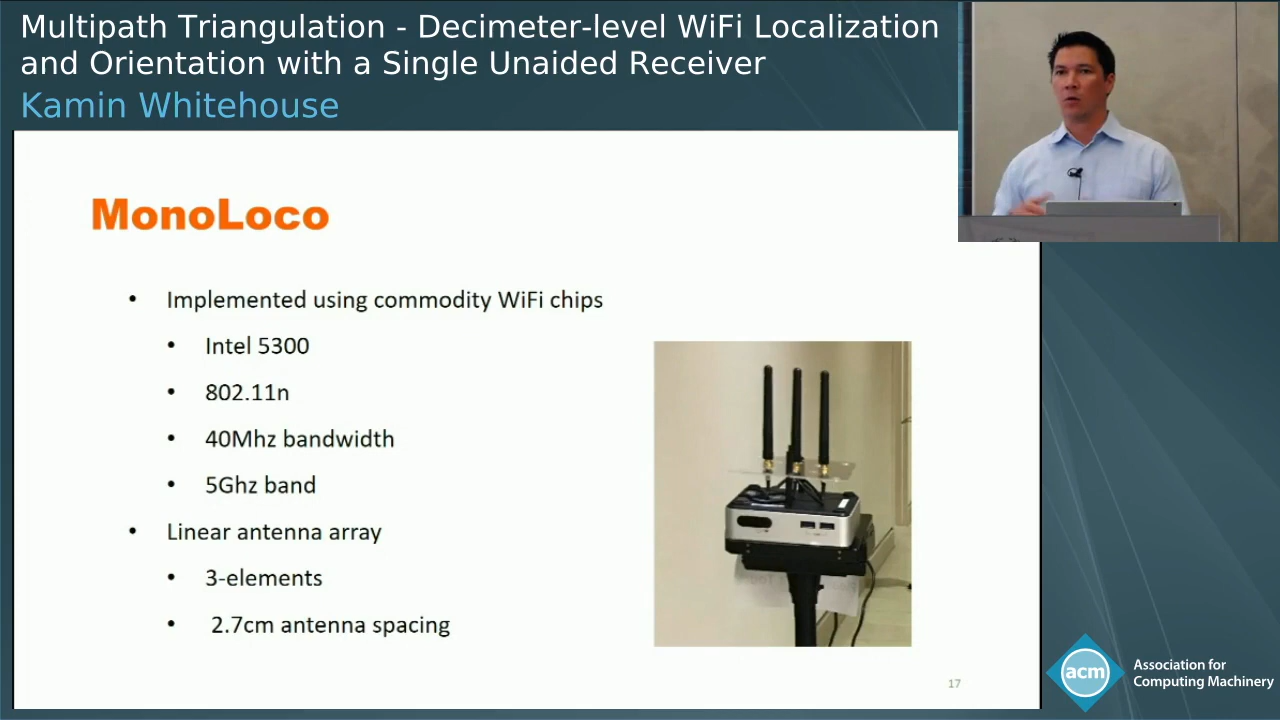 Multipath Triangulation - Decimeter-level WiFi Localization
and Orientation with a Single Unaided Receiver
Kamin Whitehouse
MonoLoco
• Implemented using commodity WiFi chips
• Intel 5300
• 802.11n
• 40Mhz bandwidth
• 5Ghz band
• Linear antenna array
• 3-elements
• 2.7cm antenna spacing
17
acm
Association for
Computing Machinery